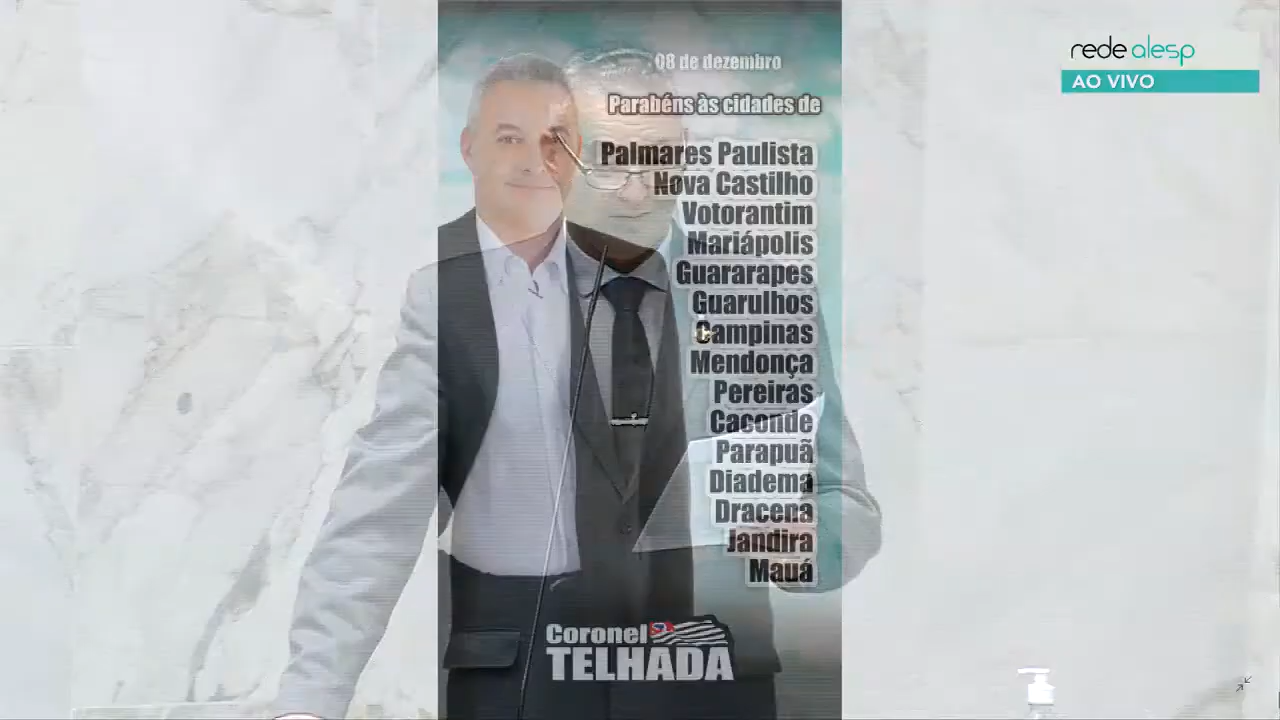 rede alesp
AO VIVO
08 de dezembro
Parabéns às cidades de
Palmares Paulista
Nova Castilho
Votorantim
Mariápolis
Guararapes
Guarulhos
Campinas
Mendonça
Pereiras
Caconde
Parapuã
Diadema
Dracena
Jandira
Mauá
Coronel
TELHADA